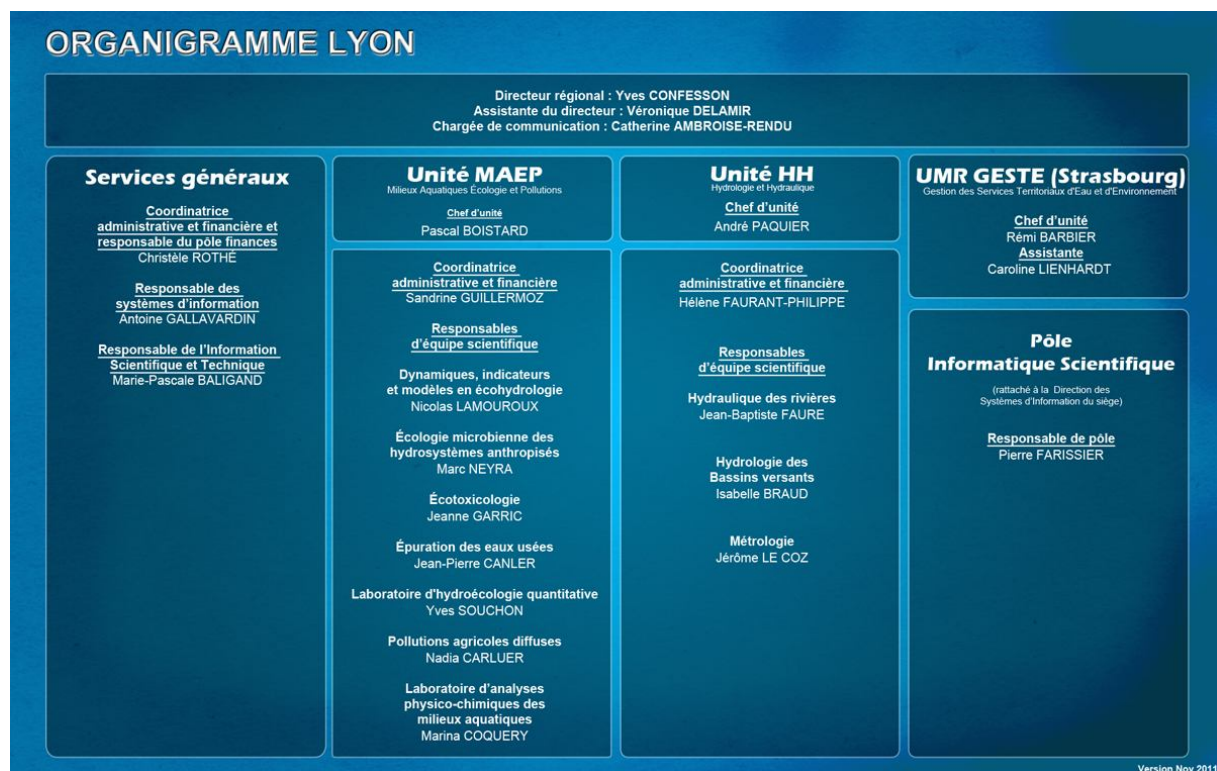 ORGANIGRAMME LYON
Directeur régional : Yves CONFESSON
Assistante du directeur : Véronique DELAMIR
Chargée de communication : Catherine AMBROISE-RENDU
Services généraux
Coordinatrice
administrative et financière et
responsable du pôle finances
Christèle ROTHÉ
Responsable des
systèmes d'information
Antoine GALLAVARDIN
Responsable de l'Information
Scientifique et Technique
Marie-Pascale BALIGAND
Unité MAEP
Milieux Aquatiques Écologie et Pollutions
Chef d'unité
Pascal BOISTARD
Coordinatrice
administrative et financière
Sandrine GUILLERMOZ
Responsables
d'équipe scientifique
Dynamiques, indicateurs
et modèles en écohydrologie
Nicolas LAMOUROUX
Écologie microbienne des
hydrosystèmes anthropisés
Marc NEYRA
Écotoxicologie
Jeanne GARRIC
Épuration des eaux usées
Jean-Pierre CANLER
Laboratoire d'hydroécologie quantitative
Yves SOUCHON
Pollutions agricoles diffuses
Nadia CARLUER
Laboratoire d'analyses
physico-chimiques des
milieux aquatiques
Marina COQUERY
Unité HH
Hydrologie et Hydraulique
Chef d'unité
André PAQUIER
Coordinatrice
administrative et financière
Hélène FAURANT-PHILIPPE
Responsables
d'équipe scientifique
Hydraulique des rivières
Jean-Baptiste FAURE
Hydrologie des
Bassins versants
Isabelle BRAUD
Métrologie
Jérôme LE COZ
UMR GESTE (Strasbourg)
Gestion des Services Territoriaux d'Eau et d'Environnement
Chef d'unité
Rémi BARBIER
Assistante
Caroline LIENHARDT
Pôle
Informatique Scientifique
(rattaché à la Direction des
Systèmes d'Information du siège)
Responsable de pôle
Pierre FARISSIER
Version Nov 2011